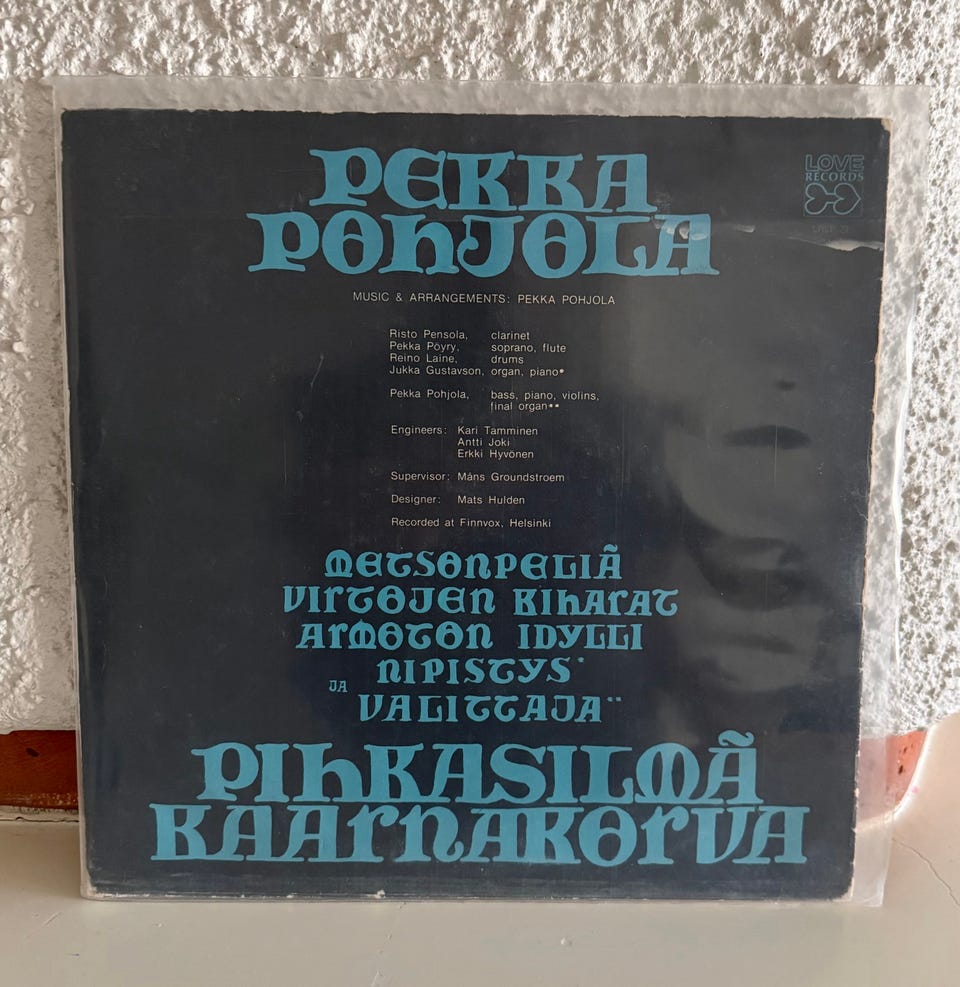 PEKKA
POHJOLA
LOVE
RECORDS
MUSIC & ARRANGEMENTS: PEKKA POHJOLA
Risto Pensola, clarinet
Pekka Pöyry, soprano, flute
Reino Laine, drums
Jukka Gustavson, organ, piano*
Pekka Pohjola, bass, piano, violins,
final organ**
Engineers: Kari Tamminen
Antti Joki
Erkki Hyvönen
Supervisor: Måns Groundstroem
Designer: Mats Hulden
Recorded at Finnvox, Helsinki
METSONPELIÄ
VIRTOJEN KIHARAT
ARMOTON IDYLLI
NIPISTYS*
JA VALITTAJA**
PIHKASILMÄ
KAARNAKORVA